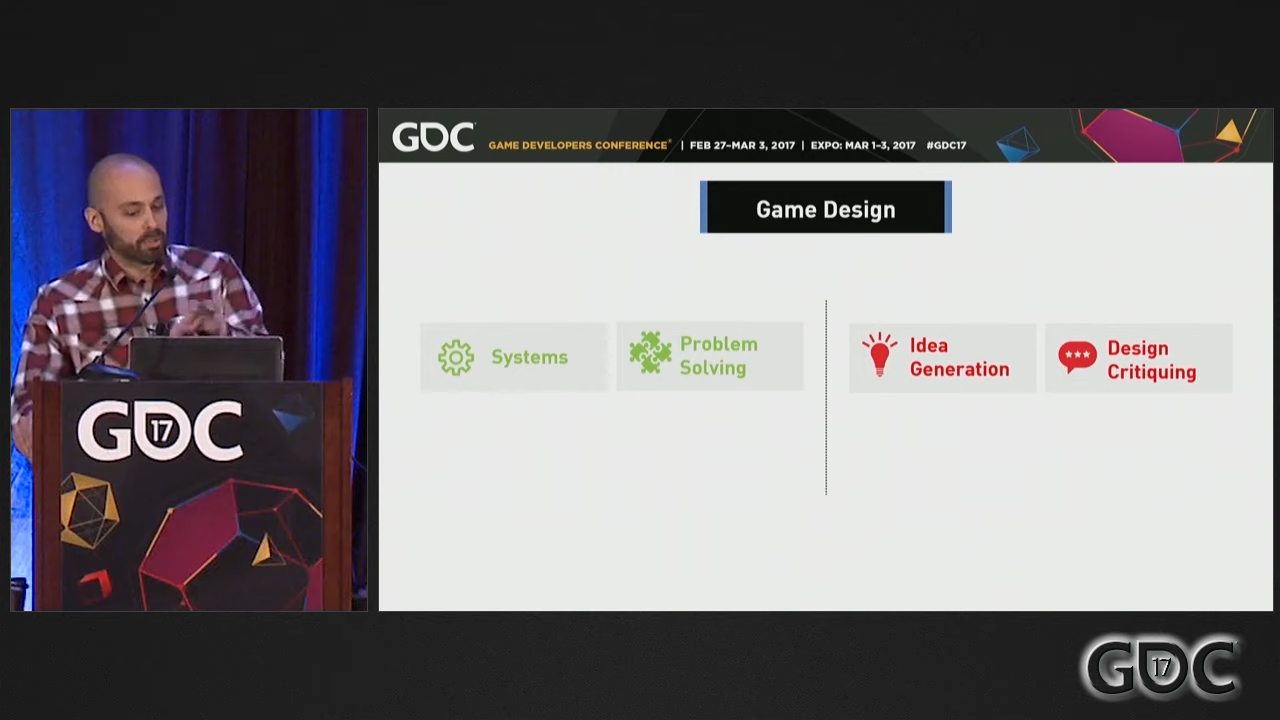 GDC
GAME DEVELOPERS CONFERENCE® | FEB 27–MAR 3, 2017 | EXPO: MAR 1–3, 2017 #GDC17
Game Design
Systems
Problem
Solving
Idea
Generation
Design
Critiquing
GDC
17
GDC
17